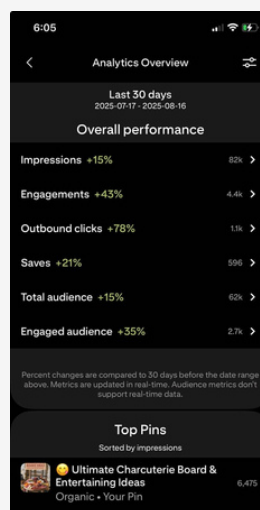 6:05
Analytics Overview
Last 30 days
2025-07-17 - 2025-08-16
Overall performance
Impressions +15% 82k
Engagements +43% 4.4k
Outbound clicks +78% 1.1k
Saves +21% 596
Total audience +15% 62k
Engaged audience +35% 2.7k
Percent changes are compared to 30 days before the date range
above. Metrics are updated in real-time. Audience metrics don't
support real-time data.
Top Pins
Sorted by impressions
😋 Ultimate Charcuterie Board &
Entertaining Ideas 6,475
Organic • Your Pin